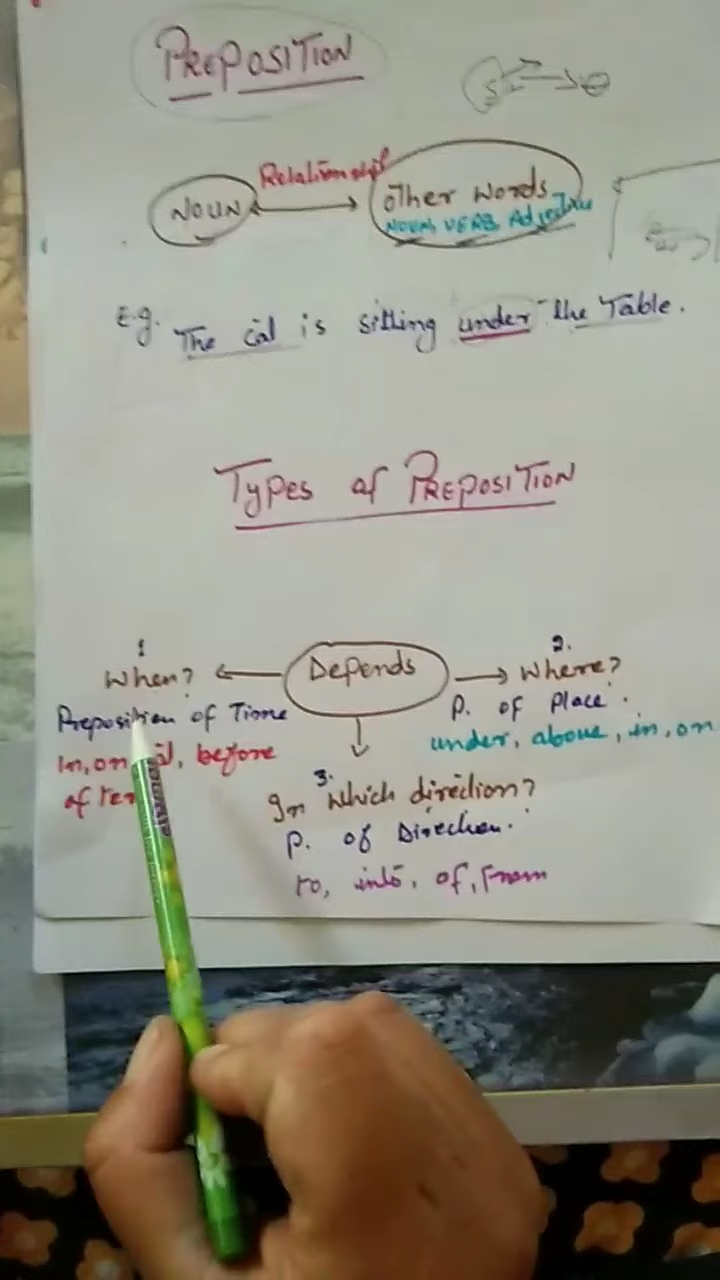 PREPOSITION
Relationship
NOUN
other words
NOUN, VERB, Adjective
E.g. The cat is sitting under the Table.
Types of PREPOSITION
1
When?
Depends
2.
Where?
Preposition of Time
P. of Place.
In, on
before
under, above, in, on
3.
In which direction?
P. of Direction.
to, into, of, from